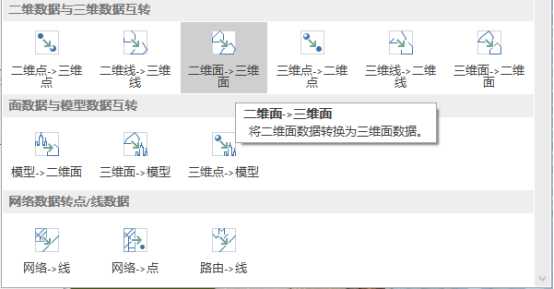 二维数据与三维数据互转
二维点->三维点
二维线->三维线
二维面->三维面
三维点->二维点
三维线->二维线
三维面->二维面
面数据与模型数据互转
二维面->三维面
将二维面数据转换为三维面数据。
模型->二维面
三维面->模型
三维点->模型
网络数据转点/线数据
网络->线
网络->点
路由->线